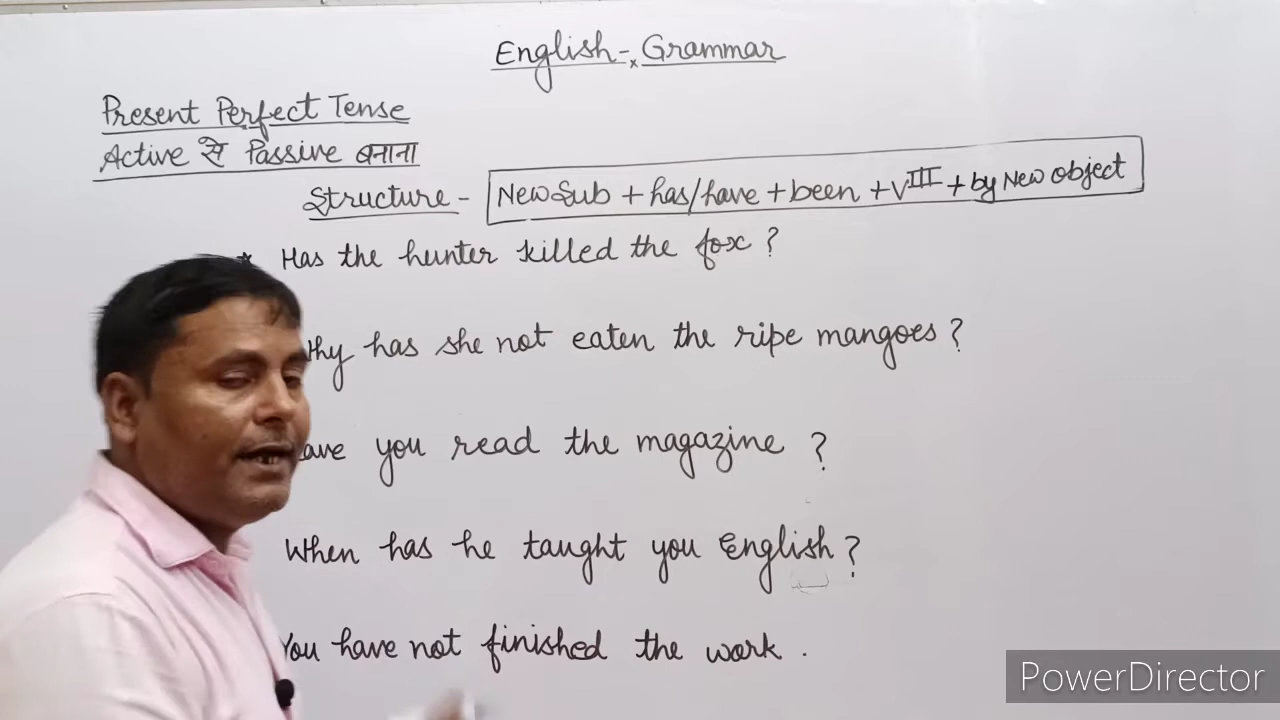 English-Grammar
Present Perfect Tense
Active से Passive बनाना
Structure - New Sub + has/have + been + V III + by New Object
* Has the hunter killed the fox ?
Why has she not eaten the ripe mangoes ?
Have you read the magazine ?
When has he taught you English ?
You have not finished the work .
PowerDirector